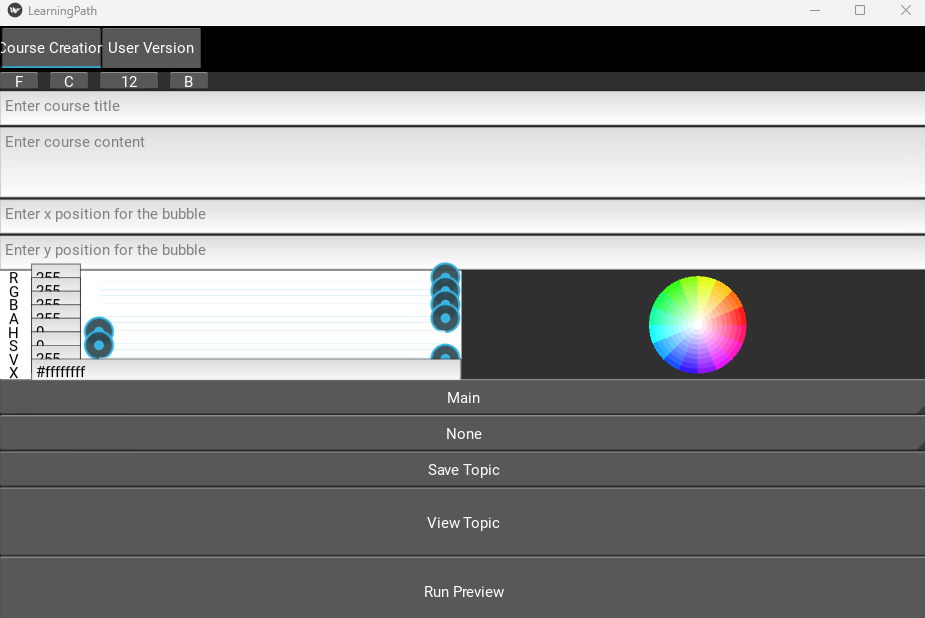 LearningPath
Course Creation User Version
F C 12 B
Enter course title
Enter course content
Enter x position for the bubble
Enter y position for the bubble
R 255
G 255
B 255
A 255
H 0
S 0
V 255
X #ffffffff
Main
None
Save Topic
View Topic
Run Preview